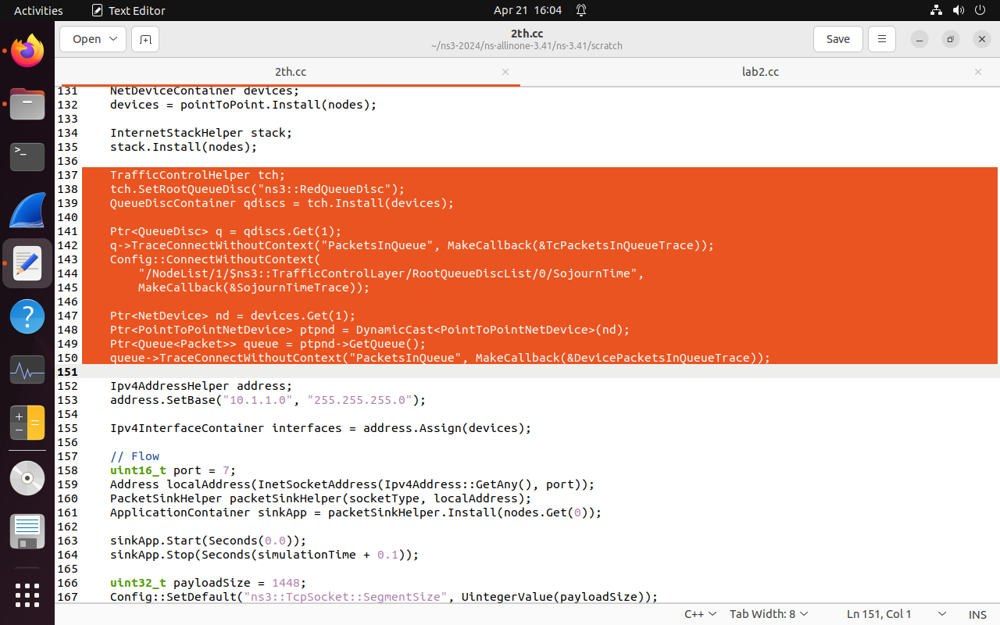 Activities
Text Editor
Apr 21 16:04
Open
2th.cc
~/ns3-2024/ns-allinone-3.41/ns-3.41/scratch
Save
2th.cc
lab2.cc
131 NetDeviceContainer devices;
132 devices = pointToPoint.Install(nodes);
133
134 InternetStackHelper stack;
135 stack.Install(nodes);
136
137 TrafficControlHelper tch;
138 tch.SetRootQueueDisc("ns3::RedQueueDisc");
139 QueueDiscContainer qdiscs = tch.Install(devices);
140
141 Ptr<QueueDisc> q = qdiscs.Get(1);
142 q->TraceConnectWithoutContext("PacketsInQueue", MakeCallback(&TcPacketsInQueueTrace));
143 Config::ConnectWithoutContext(
144 "/NodeList/1/$ns3::TrafficControlLayer/RootQueueDiscList/0/SojournTime",
145 MakeCallback(&SojournTimeTrace));
146
147 Ptr<NetDevice> nd = devices.Get(1);
148 Ptr<PointToPointNetDevice> ptpnd = DynamicCast<PointToPointNetDevice>(nd);
149 Ptr<Queue<Packet>> queue = ptpnd->GetQueue();
150 queue->TraceConnectWithoutContext("PacketsInQueue", MakeCallback(&DevicePacketsInQueueTrace));
151
152 Ipv4AddressHelper address;
153 address.SetBase("10.1.1.0", "255.255.255.0");
154
155 Ipv4InterfaceContainer interfaces = address.Assign(devices);
156
157 // Flow
158 uint16_t port = 7;
159 Address localAddress(InetSocketAddress(Ipv4Address::GetAny(), port));
160 PacketSinkHelper packetSinkHelper(socketType, localAddress);
161 ApplicationContainer sinkApp = packetSinkHelper.Install(nodes.Get(0));
162
163 sinkApp.Start(Seconds(0.0));
164 sinkApp.Stop(Seconds(simulationTime + 0.1));
165
166 uint32_t payloadSize = 1448;
167 Config::SetDefault("ns3::TcpSocket::SegmentSize", UintegerValue(payloadSize));
C++
Tab Width: 8
Ln 151, Col 1
INS